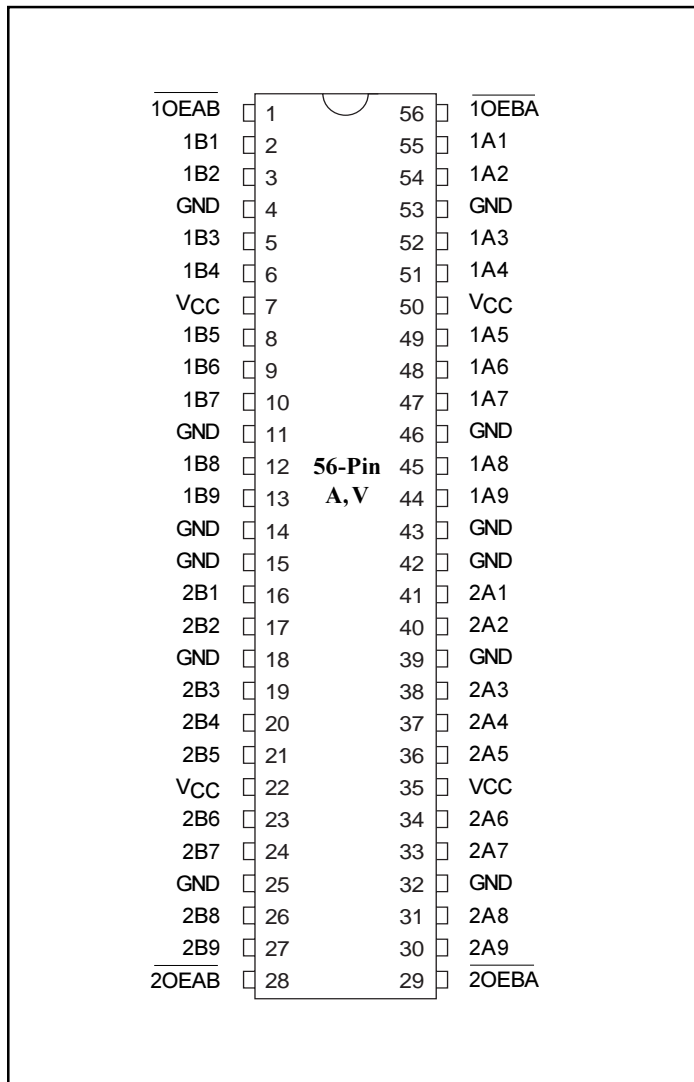 1OEAB 1 56 1OEBA
1B1 2 55 1A1
1B2 3 54 1A2
GND 4 53 GND
1B3 5 52 1A3
1B4 6 51 1A4
VCC 7 50 VCC
1B5 8 49 1A5
1B6 9 48 1A6
1B7 10 47 1A7
GND 11 46 GND
1B8 12 56-Pin 45 1A8
1B9 13 A, V 44 1A9
GND 14 43 GND
GND 15 42 GND
2B1 16 41 2A1
2B2 17 40 2A2
GND 18 39 GND
2B3 19 38 2A3
2B4 20 37 2A4
2B5 21 36 2A5
VCC 22 35 VCC
2B6 23 34 2A6
2B7 24 33 2A7
GND 25 32 GND
2B8 26 31 2A8
2B9 27 30 2A9
2OEAB 28 29 2OEBA